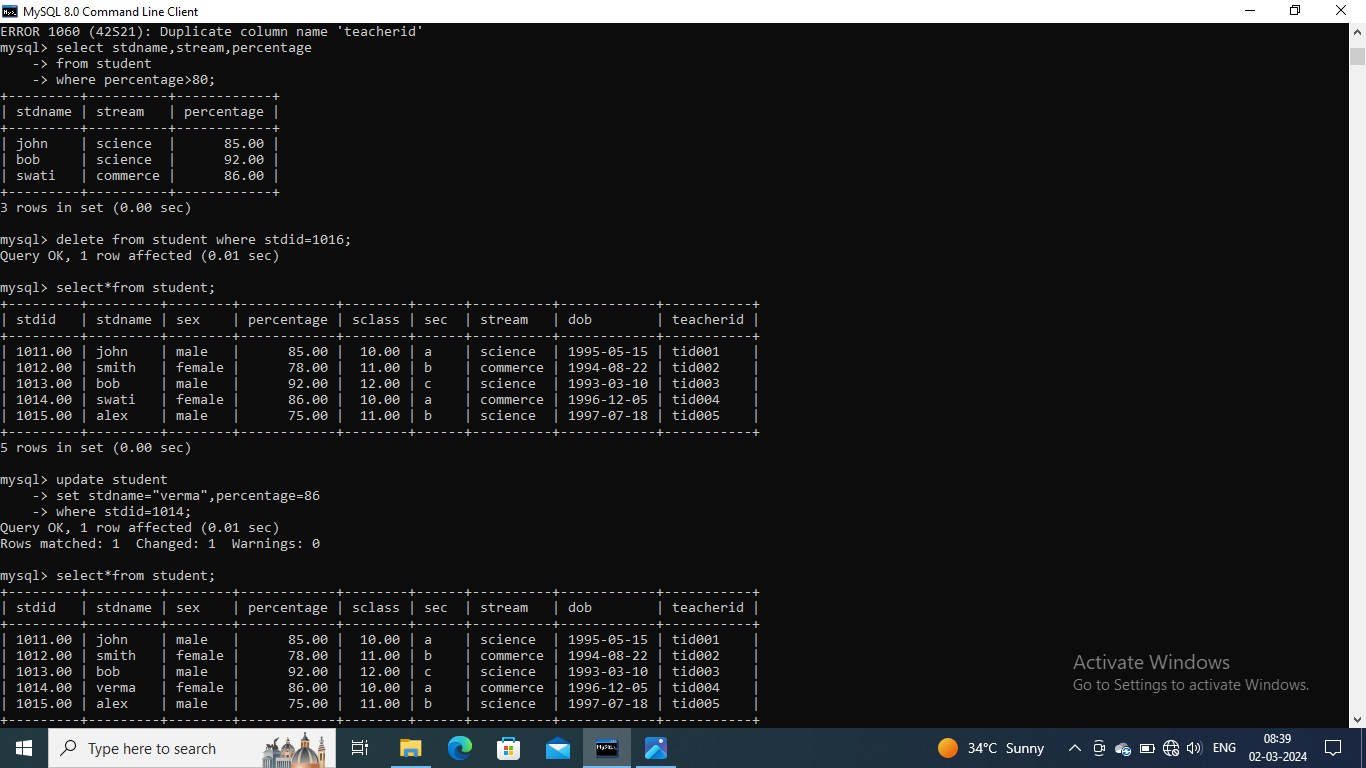 MySQL 8.0 Command Line Client
ERROR 1060 (42S21): Duplicate column name 'teacherid'
mysql> select stdname,stream,percentage
    -> from student
    -> where percentage>80;
+---------+----------+------------+
| stdname | stream   | percentage |
+---------+----------+------------+
| john    | science  |      85.00 |
| bob     | science  |      92.00 |
| swati   | commerce |      86.00 |
+---------+----------+------------+
3 rows in set (0.00 sec)
mysql> delete from student where stdid=1016;
Query OK, 1 row affected (0.01 sec)
mysql> select*from student;
+---------+---------+--------+------------+--------+------+----------+------------+-----------+
| stdid   | stdname | sex    | percentage | sclass | sec  | stream   | dob        | teacherid |
+---------+---------+--------+------------+--------+------+----------+------------+-----------+
| 1011.00 | john    | male   |      85.00 |  10.00 | a    | science  | 1995-05-15 | tid001    |
| 1012.00 | smith   | female |      78.00 |  11.00 | b    | commerce | 1994-08-22 | tid002    |
| 1013.00 | bob     | male   |      92.00 |  12.00 | c    | science  | 1993-03-10 | tid003    |
| 1014.00 | swati   | female |      86.00 |  10.00 | a    | commerce | 1996-12-05 | tid004    |
| 1015.00 | alex    | male   |      75.00 |  11.00 | b    | science  | 1997-07-18 | tid005    |
+---------+---------+--------+------------+--------+------+----------+------------+-----------+
5 rows in set (0.00 sec)
mysql> update student
    -> set stdname="verma",percentage=86
    -> where stdid=1014;
Query OK, 1 row affected (0.01 sec)
Rows matched: 1  Changed: 1  Warnings: 0
mysql> select*from student;
+---------+---------+--------+------------+--------+------+----------+------------+-----------+
| stdid   | stdname | sex    | percentage | sclass | sec  | stream   | dob        | teacherid |
+---------+---------+--------+------------+--------+------+----------+------------+-----------+
| 1011.00 | john    | male   |      85.00 |  10.00 | a    | science  | 1995-05-15 | tid001    |
| 1012.00 | smith   | female |      78.00 |  11.00 | b    | commerce | 1994-08-22 | tid002    |
| 1013.00 | bob     | male   |      92.00 |  12.00 | c    | science  | 1993-03-10 | tid003    |
| 1014.00 | verma   | female |      86.00 |  10.00 | a    | commerce | 1996-12-05 | tid004    |
| 1015.00 | alex    | male   |      75.00 |  11.00 | b    | science  | 1997-07-18 | tid005    |
+---------+---------+--------+------------+--------+------+----------+------------+-----------+
Activate Windows
Go to Settings to activate Windows.
Type here to search
34°C Sunny
ENG
08:39
02-03-2024